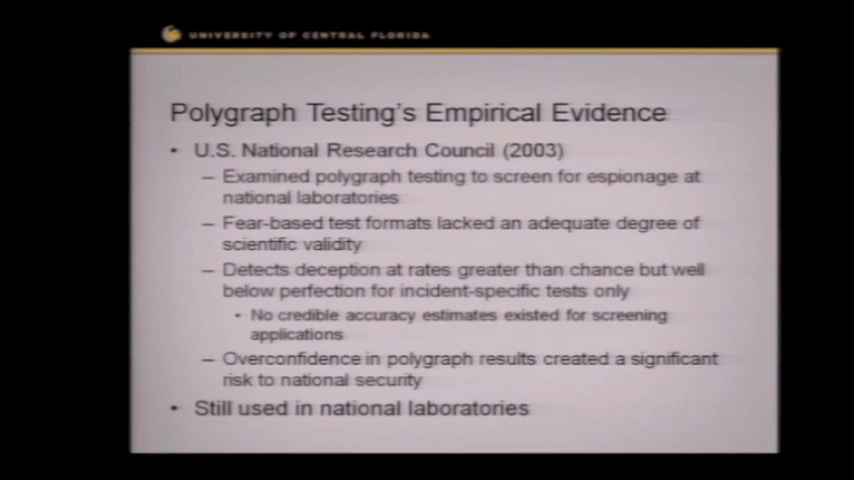 UNIVERSITY OF CENTRAL FLORIDA
Polygraph Testing's Empirical Evidence
• U.S. National Research Council (2003)
– Examined polygraph testing to screen for espionage at
national laboratories
– Fear-based test formats lacked an adequate degree of
scientific validity
– Detects deception at rates greater than chance but well
below perfection for incident-specific tests only
• No credible accuracy estimates existed for screening
applications
– Overconfidence in polygraph results created a significant
risk to national security
• Still used in national laboratories